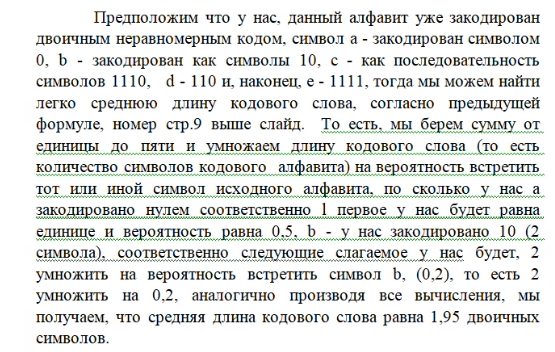 Предположим что у нас, данный алфавит уже закодирован
двоичным неравномерным кодом, символ a - закодирован символом
0, b - закодирован как символы 10, c - как последовательность
символов 1110, d - 110 и, наконец, e - 1111, тогда мы можем найти
легко среднюю длину кодового слова, согласно предыдущей
формуле, номер стр.9 выше слайд. То есть, мы берем сумму от
единицы до пяти и умножаем длину кодового слова (то есть
количество символов кодового алфавита) на вероятность встретить
тот или иной символ исходного алфавита, по сколько у нас а
закодировано нулем соответственно l первое у нас будет равна
единице и вероятность равна 0,5, b - у нас закодировано 10 (2
символа), соответственно следующие слагаемое у нас будет, 2
умножить на вероятность встретить символ b, (0,2), то есть 2
умножить на 0,2, аналогично производя все вычисления, мы
получаем, что средняя длина кодового слова равна 1,95 двоичных
символов.